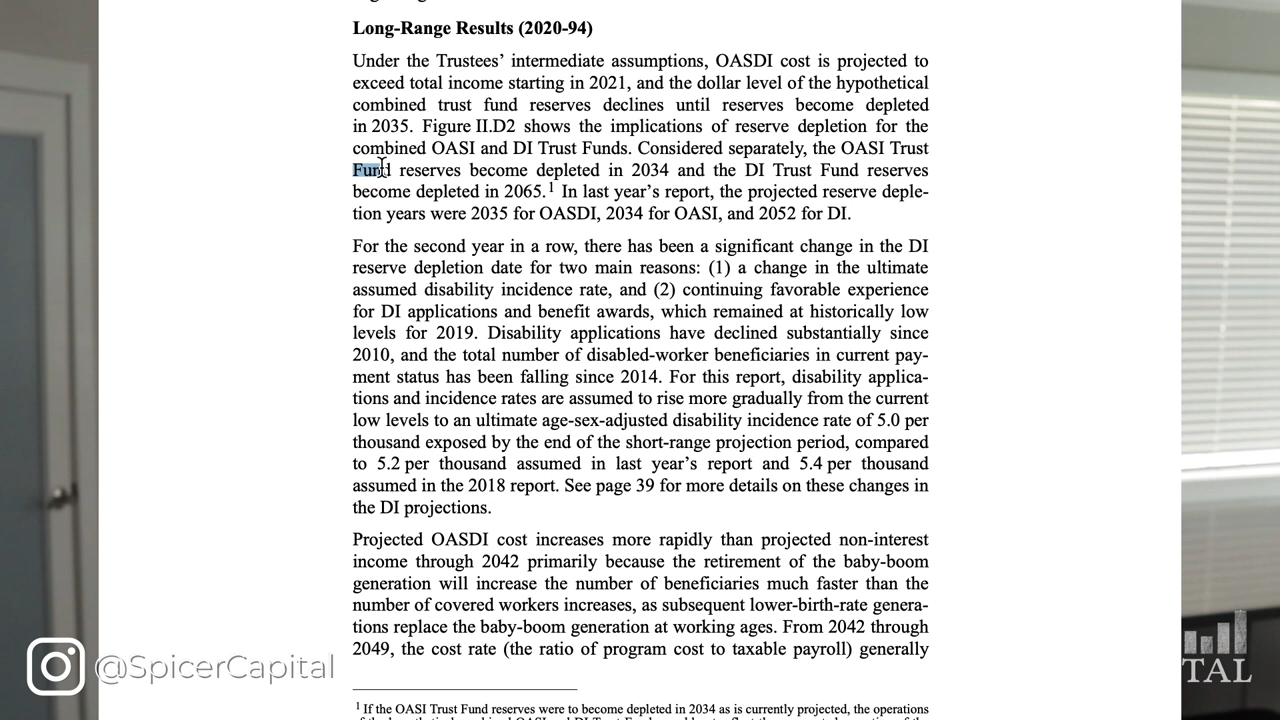 Long-Range Results (2020-94)
Under the Trustees’ intermediate assumptions, OASDI cost is projected to
exceed total income starting in 2021, and the dollar level of the hypothetical
combined trust fund reserves declines until reserves become depleted
in 2035. Figure II.D2 shows the implications of reserve depletion for the
combined OASI and DI Trust Funds. Considered separately, the OASI Trust
Fund reserves become depleted in 2034 and the DI Trust Fund reserves
become depleted in 2065.1 In last year’s report, the projected reserve deple-
tion years were 2035 for OASDI, 2034 for OASI, and 2052 for DI.
For the second year in a row, there has been a significant change in the DI
reserve depletion date for two main reasons: (1) a change in the ultimate
assumed disability incidence rate, and (2) continuing favorable experience
for DI applications and benefit awards, which remained at historically low
levels for 2019. Disability applications have declined substantially since
2010, and the total number of disabled-worker beneficiaries in current pay-
ment status has been falling since 2014. For this report, disability applica-
tions and incidence rates are assumed to rise more gradually from the current
low levels to an ultimate age-sex-adjusted disability incidence rate of 5.0 per
thousand exposed by the end of the short-range projection period, compared
to 5.2 per thousand assumed in last year’s report and 5.4 per thousand
assumed in the 2018 report. See page 39 for more details on these changes in
the DI projections.
Projected OASDI cost increases more rapidly than projected non-interest
income through 2042 primarily because the retirement of the baby-boom
generation will increase the number of beneficiaries much faster than the
number of covered workers increases, as subsequent lower-birth-rate genera-
tions replace the baby-boom generation at working ages. From 2042 through
2049, the cost rate (the ratio of program cost to taxable payroll) generally
1 If the OASI Trust Fund reserves were to become depleted in 2034 as is currently projected, the operations
@SpicerCapital
TAL